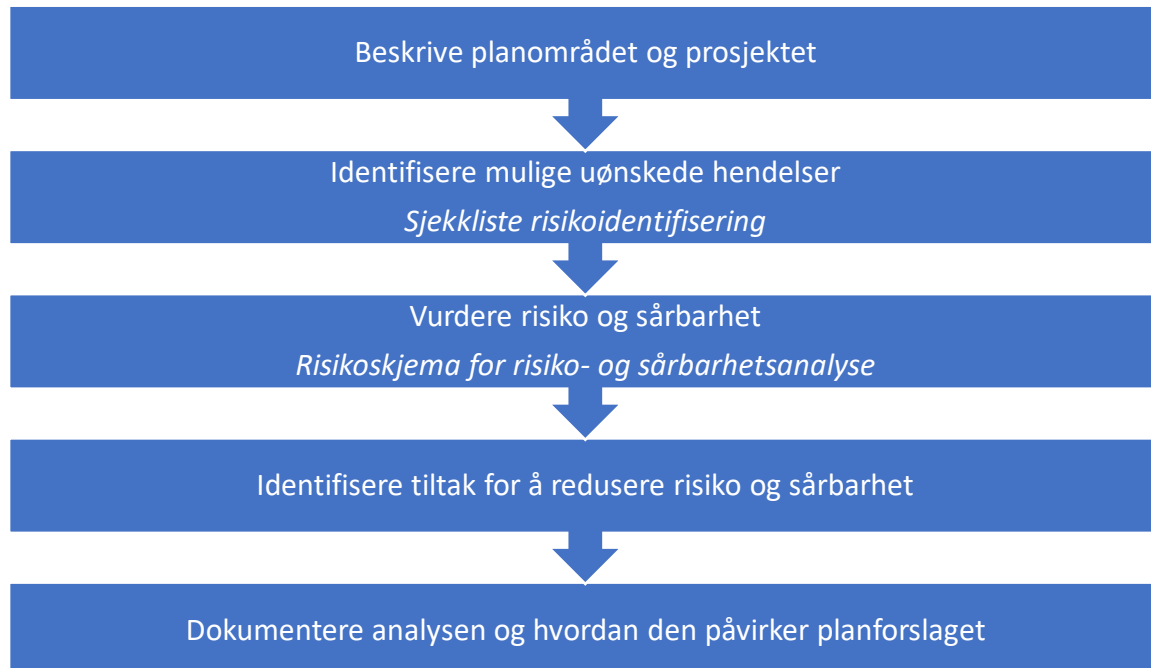 Beskrive planområdet og prosjektet
Identifisere mulige uønskede hendelser
Sjekkliste risikoidentifisering
Vurdere risiko og sårbarhet
Risikoskjema for risiko- og sårbarhetsanalyse
Identifisere tiltak for å redusere risiko og sårbarhet
Dokumentere analysen og hvordan den påvirker planforslaget